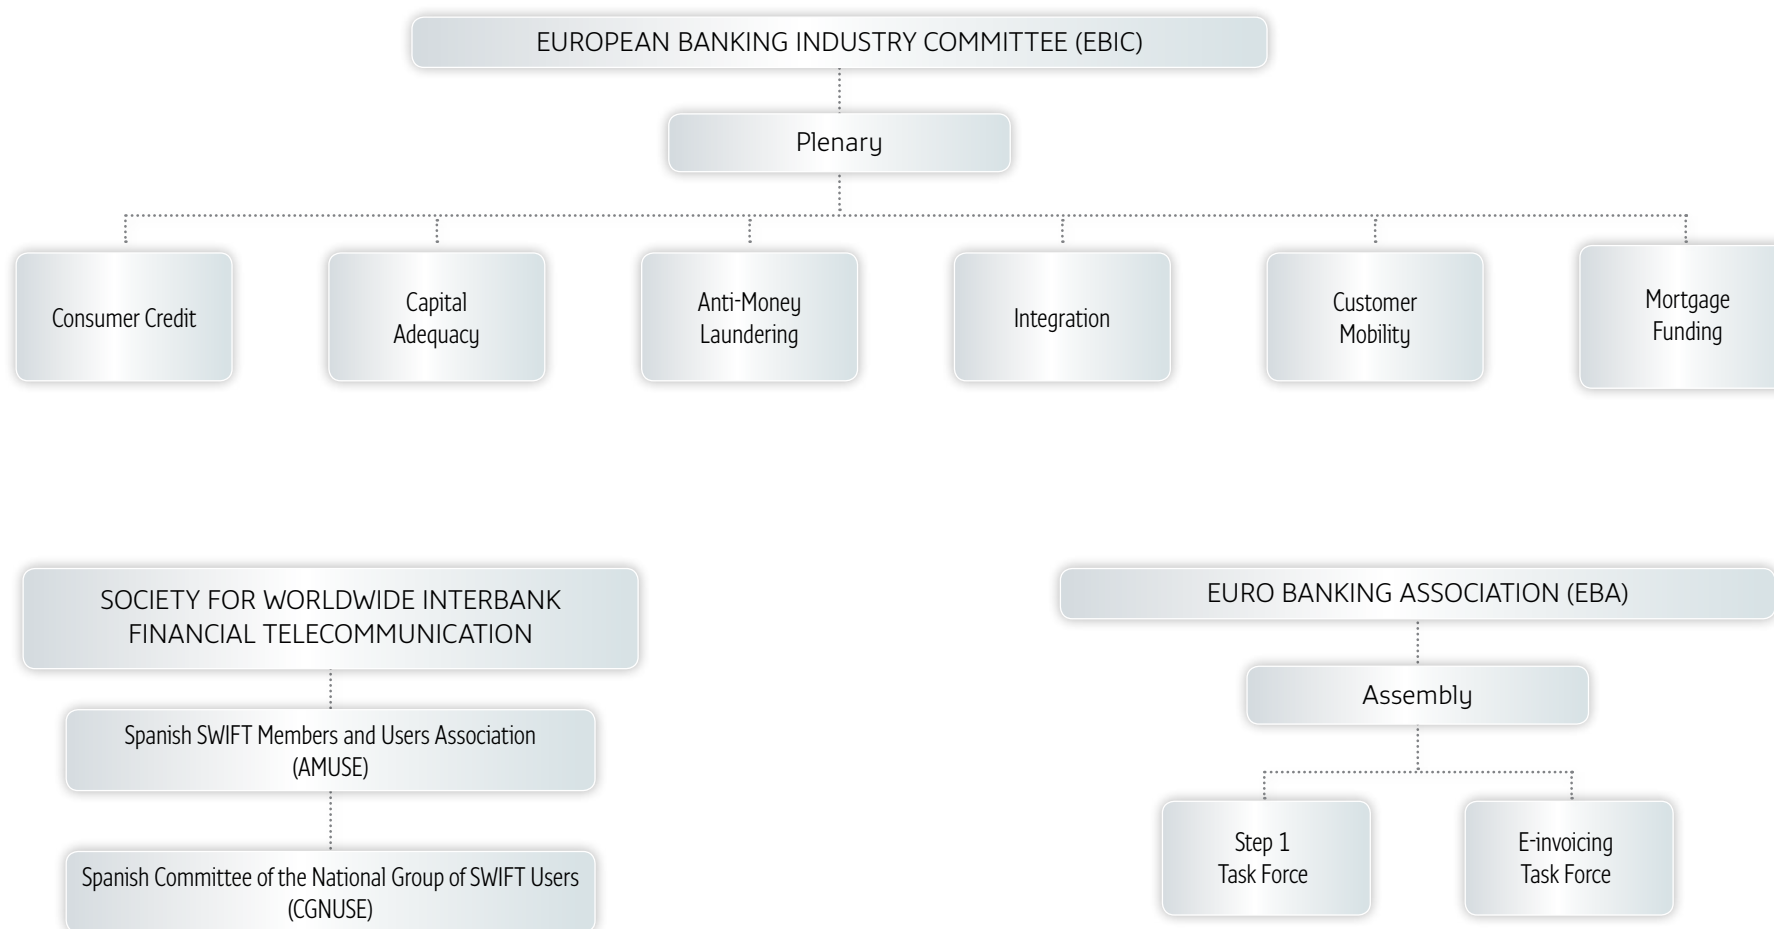 EUROPEAN BANKING INDUSTRY COMMITTEE (EBIC)
Plenary
Consumer Credit
Capital
Adequacy
Anti-Money
Laundering
Integration
Customer
Mobility
Mortgage
Funding
SOCIETY FOR WORLDWIDE INTERBANK
FINANCIAL TELECOMMUNICATION
Spanish SWIFT Members and Users Association
(AMUSE)
Spanish Committee of the National Group of SWIFT Users
(CGNUSE)
EURO BANKING ASSOCIATION (EBA)
Assembly
Step 1
Task Force
E-invoicing
Task Force